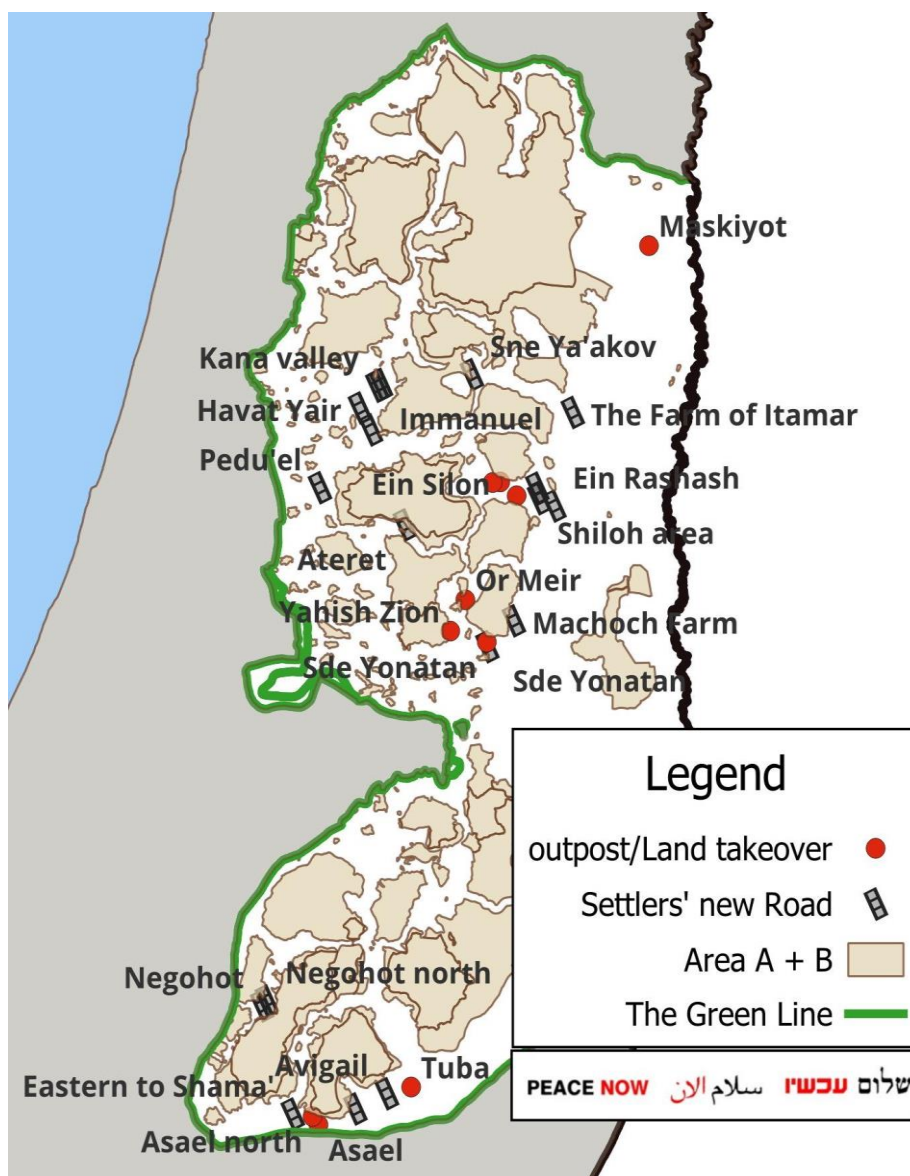 Maskiyot
Sne Ya'akov
Kana valley
Havat Yair
Immanuel
The Farm of Itamar
Pedu'el
Ein Silon
Ein Rashash
Shiloh area
Ateret
Or Meir
Yahish Zion
Machoch Farm
Sde Yonatan
Sde Yonatan
Legend
outpost/Land takeover
Settlers' new Road
Area A + B
The Green Line
Negohot
Negohot north
Avigail
Tuba
Eastern to Shama'
Asael north
Asael
PEACE NOW سلام الان שלום עכשיו